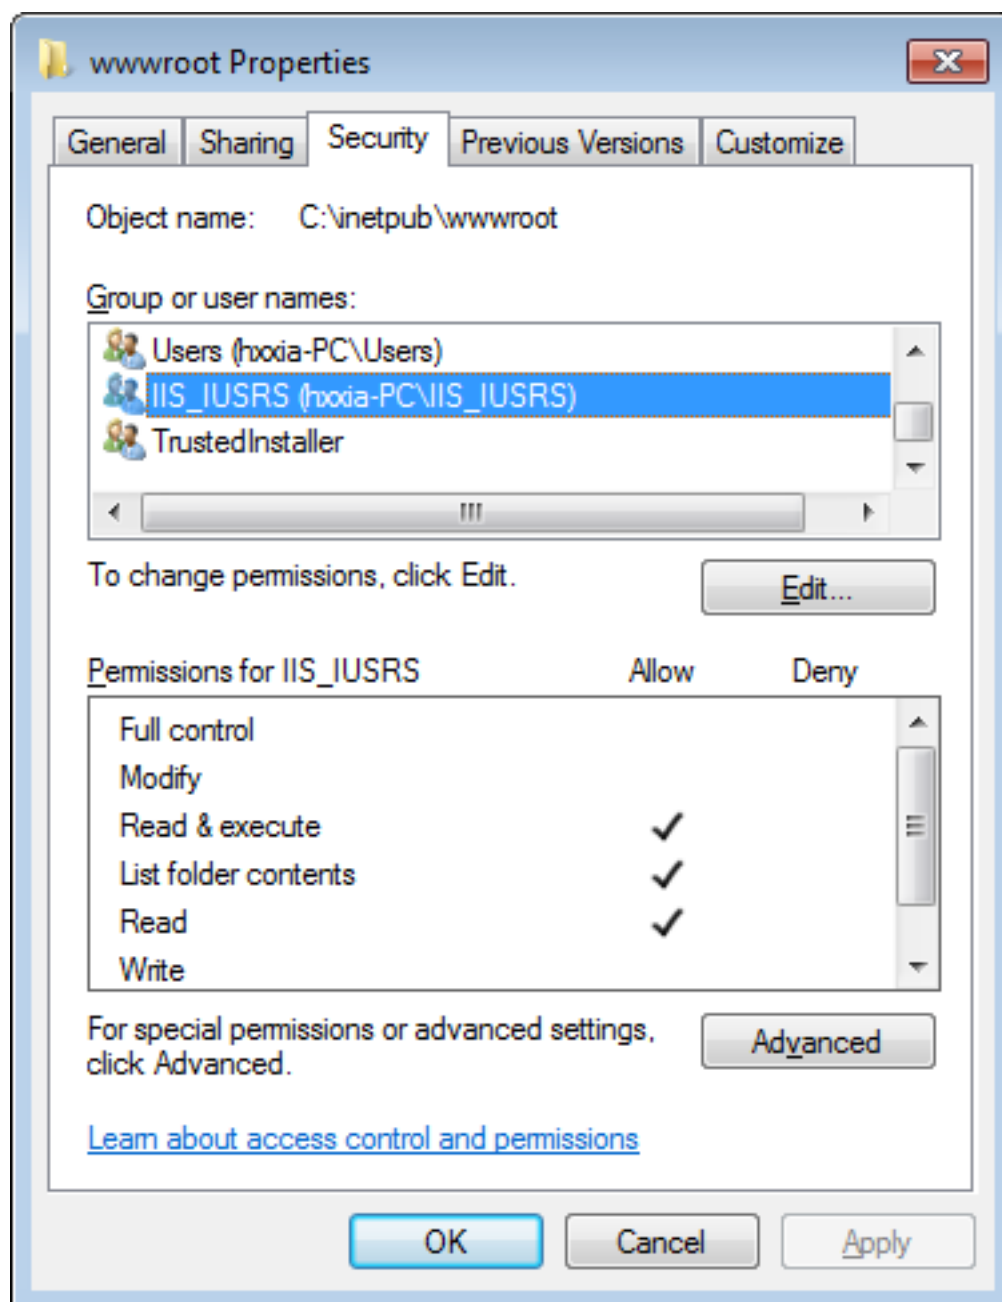 wwwroot Properties
General Sharing Security Previous Versions Customize
Object name: C:\inetpub\wwwroot
Group or user names:
Users (hxxia-PC\Users)
IIS_IUSRS (hxxia-PC\IIS_IUSRS)
TrustedInstaller
To change permissions, click Edit.
Edit...
Permissions for IIS_IUSRS Allow Deny
Full control
Modify
Read & execute
List folder contents
Read
Write
For special permissions or advanced settings,
click Advanced.
Advanced
Learn about access control and permissions
OK Cancel Apply